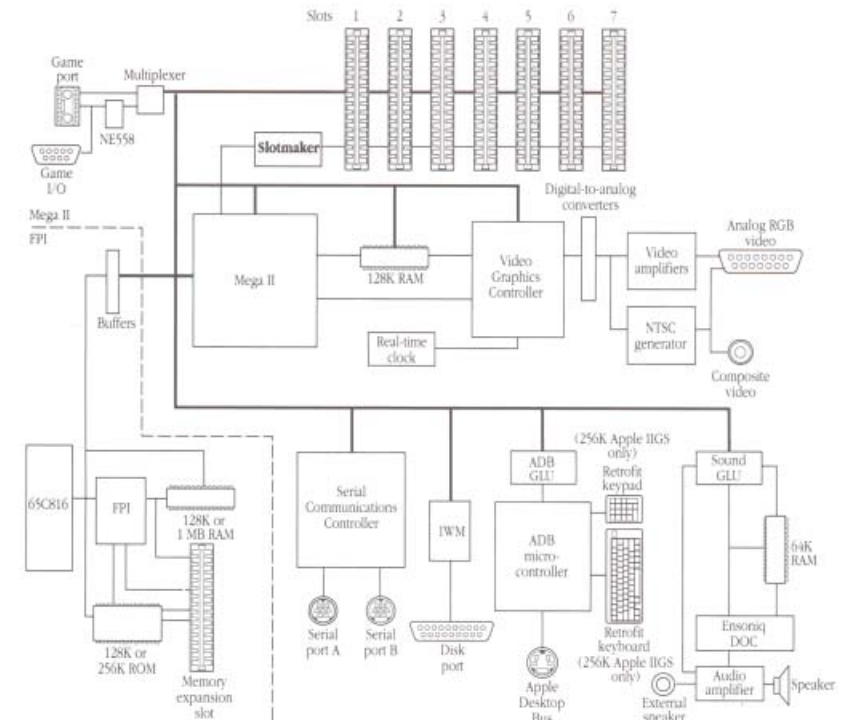 Slots 1 2 3 4 5 6 7
Game
port
Multiplexer
NE558
Game
I/O
Slotmaker
Mega II
FPI
Buffers
Mega II
128K RAM
Video
Graphics
Controller
Real-time
clock
Digital-to-analog
converters
Video
amplifiers
Analog RGB
video
NTSC
generator
Composite
video
65C816
FPI
128K or
1 MB RAM
128K or
256K ROM
Memory
expansion
slot
Serial
Communications
Controller
Serial
port A
Serial
port B
IWM
Disk
port
ADB
GLU
ADB
micro-
controller
Apple
Desktop
Bus
(256K Apple IIGS
only)
Retrofit
keypad
Retrofit
keyboard
(256K Apple IIGS
only)
Sound
GLU
64K
RAM
Ensoniq
DOC
Audio
amplifier
Speaker
External
speaker